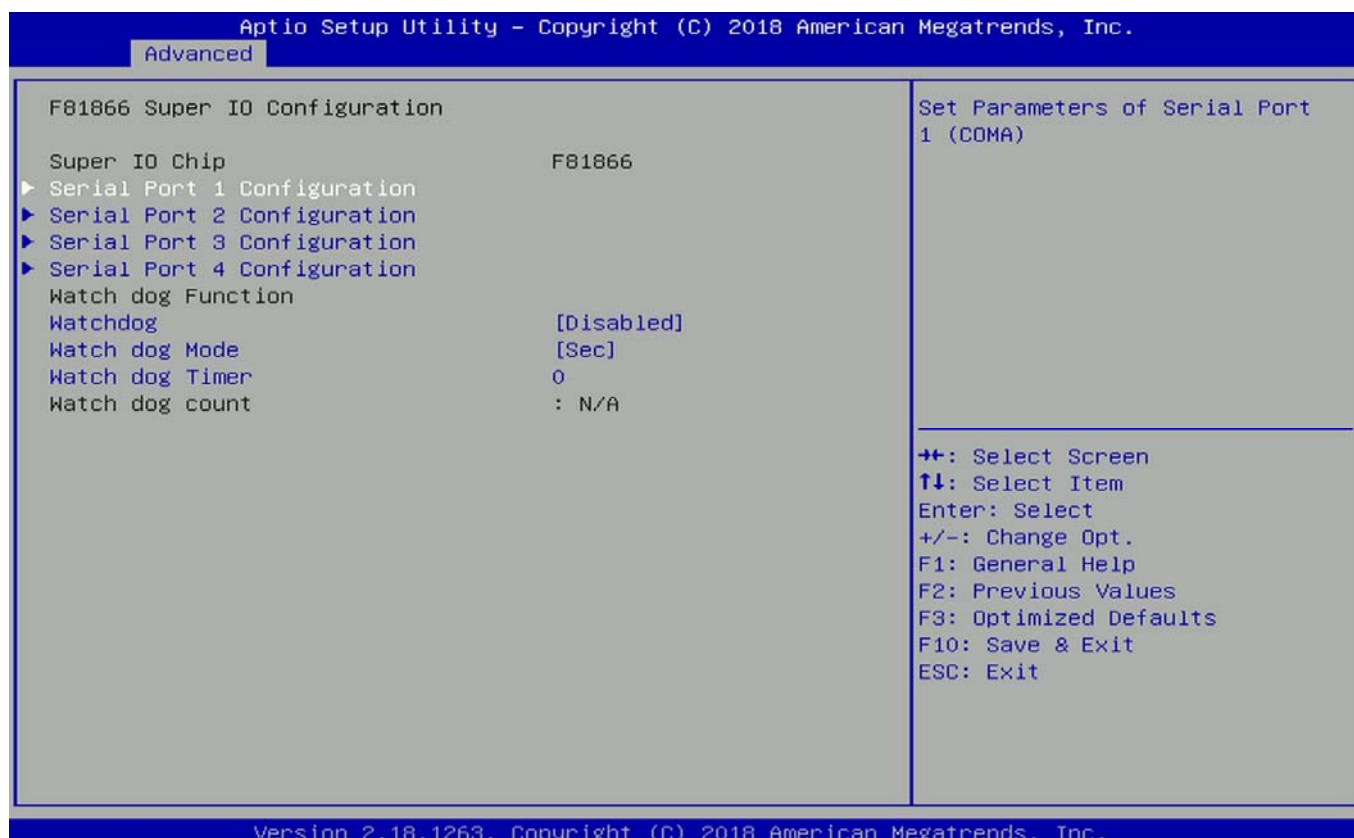 Aptio Setup Utility – Copyright (C) 2018 American Megatrends, Inc.
Advanced
F81866 Super IO Configuration
Super IO Chip F81866
▶ Serial Port 1 Configuration
▶ Serial Port 2 Configuration
▶ Serial Port 3 Configuration
▶ Serial Port 4 Configuration
Watch dog Function
Watchdog [Disabled]
Watch dog Mode [Sec]
Watch dog Timer 0
Watch dog count : N/A
Set Parameters of Serial Port
1 (COMA)
→←: Select Screen
↑↓: Select Item
Enter: Select
+/-: Change Opt.
F1: General Help
F2: Previous Values
F3: Optimized Defaults
F10: Save & Exit
ESC: Exit
Version 2.18.1263. Copyright (C) 2018 American Megatrends, Inc.